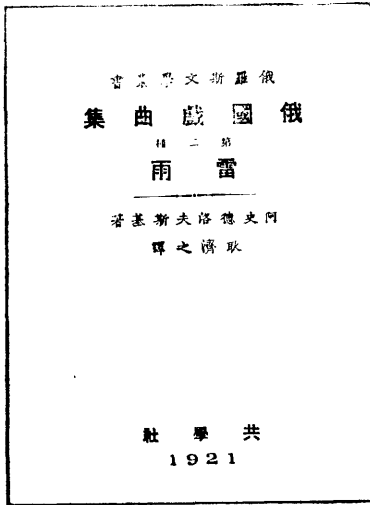 俄羅斯文學叢書
俄國戲曲集
第二種
雷雨
阿史德洛夫斯基著
耿濟之譯
共學社
1921